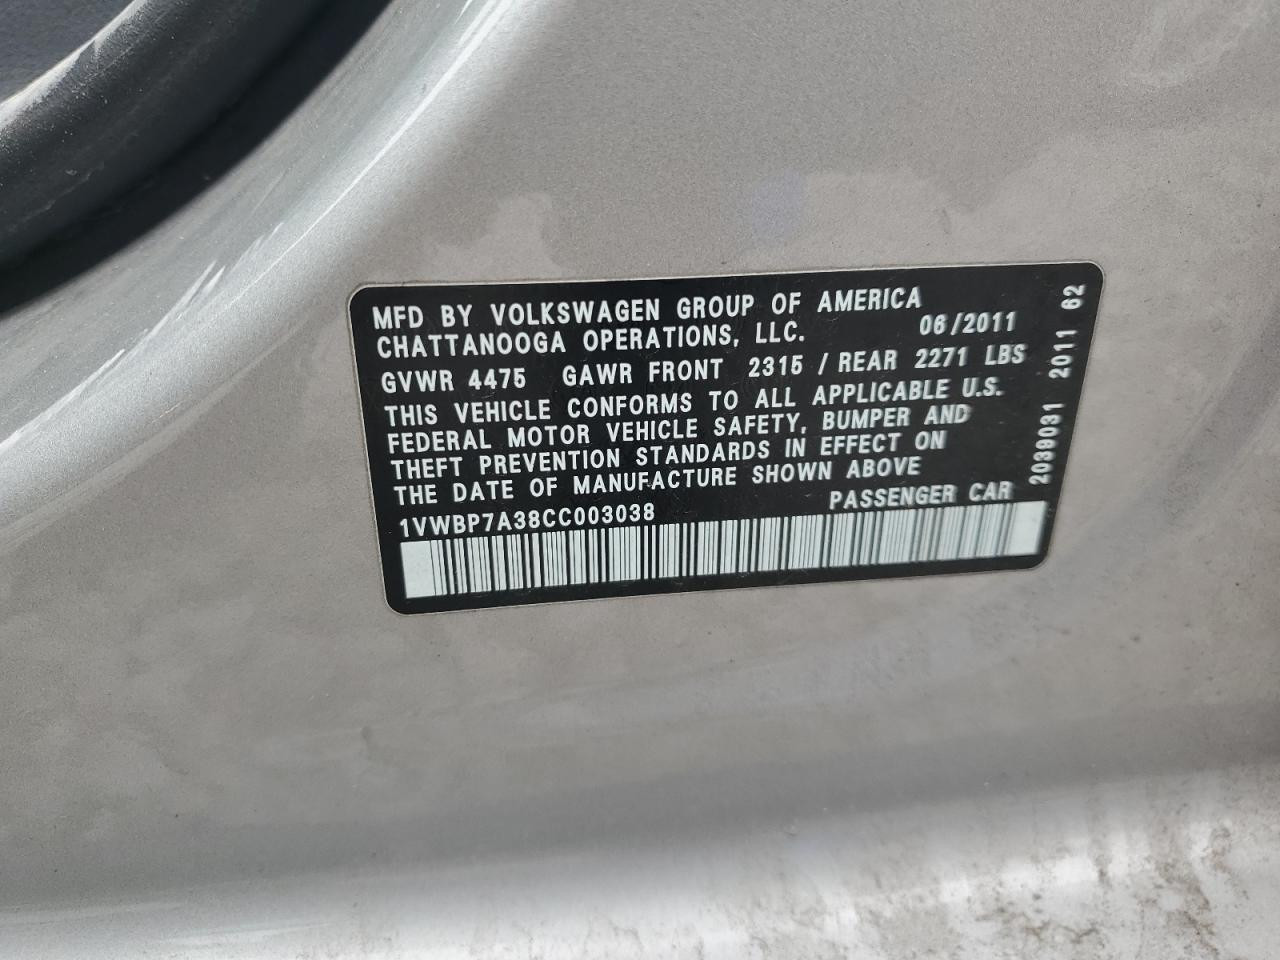 MFD BY VOLKSWAGEN GROUP OF AMERICA
CHATTANOOGA OPERATIONS, LLC. 06/2011
GVWR 4475 GAWR FRONT 2315 / REAR 2271 LBS
THIS VEHICLE CONFORMS TO ALL APPLICABLE U.S.
FEDERAL MOTOR VEHICLE SAFETY, BUMPER AND
THEFT PREVENTION STANDARDS IN EFFECT ON
THE DATE OF MANUFACTURE SHOWN ABOVE
1VWBP7A38CC003038 PASSENGER CAR
2039031 2011 62